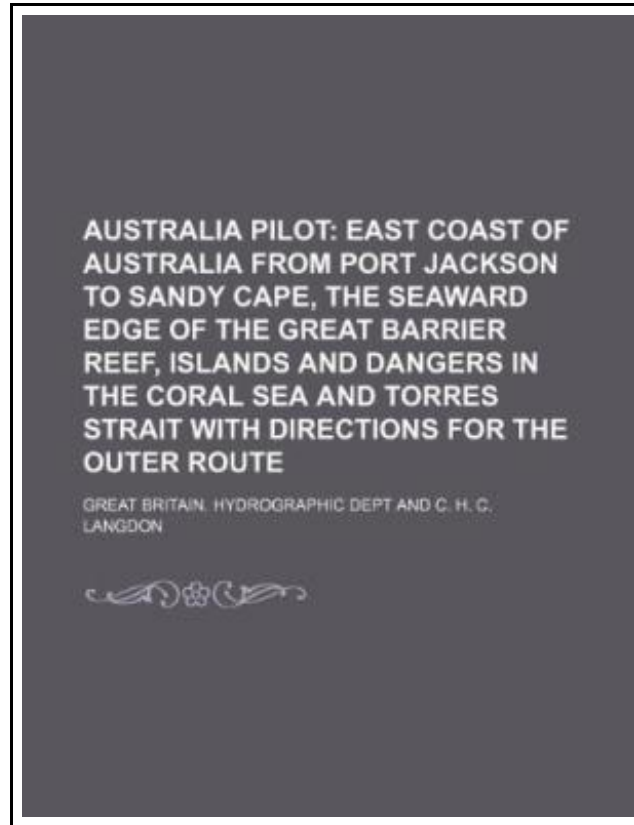 AUSTRALIA PILOT: EAST COAST OF
AUSTRALIA FROM PORT JACKSON
TO SANDY CAPE, THE SEAWARD
EDGE OF THE GREAT BARRIER
REEF, ISLANDS AND DANGERS IN
THE CORAL SEA AND TORRES
STRAIT WITH DIRECTIONS FOR THE
OUTER ROUTE
GREAT BRITAIN. HYDROGRAPHIC DEPT AND C. H. C.
LANGDON